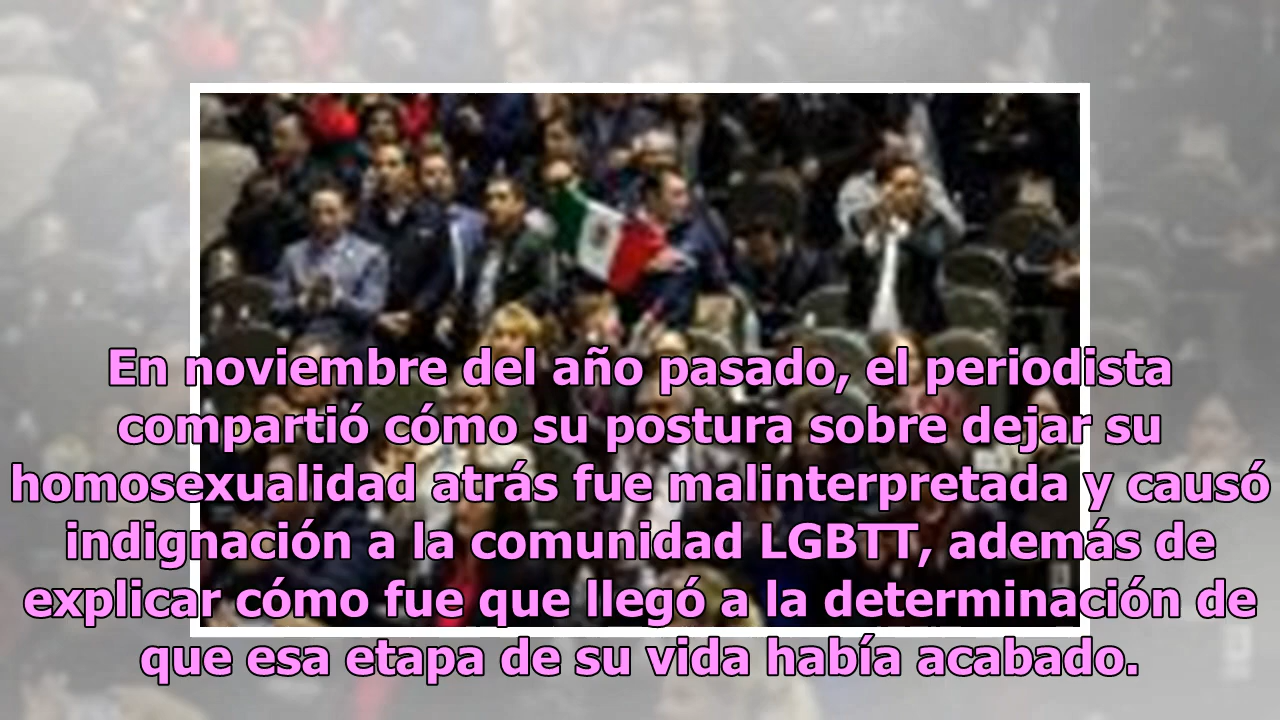 En noviembre del año pasado, el periodista
compartió cómo su postura sobre dejar su
homosexualidad atrás fue malinterpretada y causó
indignación a la comunidad LGBTT, además de
explicar cómo fue que llegó a la determinación de
que esa etapa de su vida había acabado.